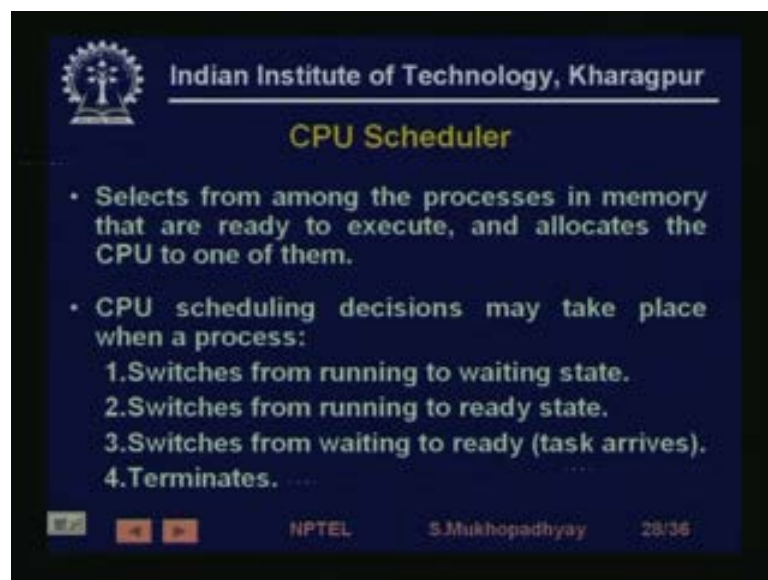 Indian Institute of Technology, Kharagpur
CPU Scheduler
• Selects from among the processes in memory
that are ready to execute, and allocates the
CPU to one of them.
• CPU scheduling decisions may take place
when a process:
1.Switches from running to waiting state.
2.Switches from running to ready state.
3.Switches from waiting to ready (task arrives).
4.Terminates.
NPTEL S.Mukhopadhyay 28/36